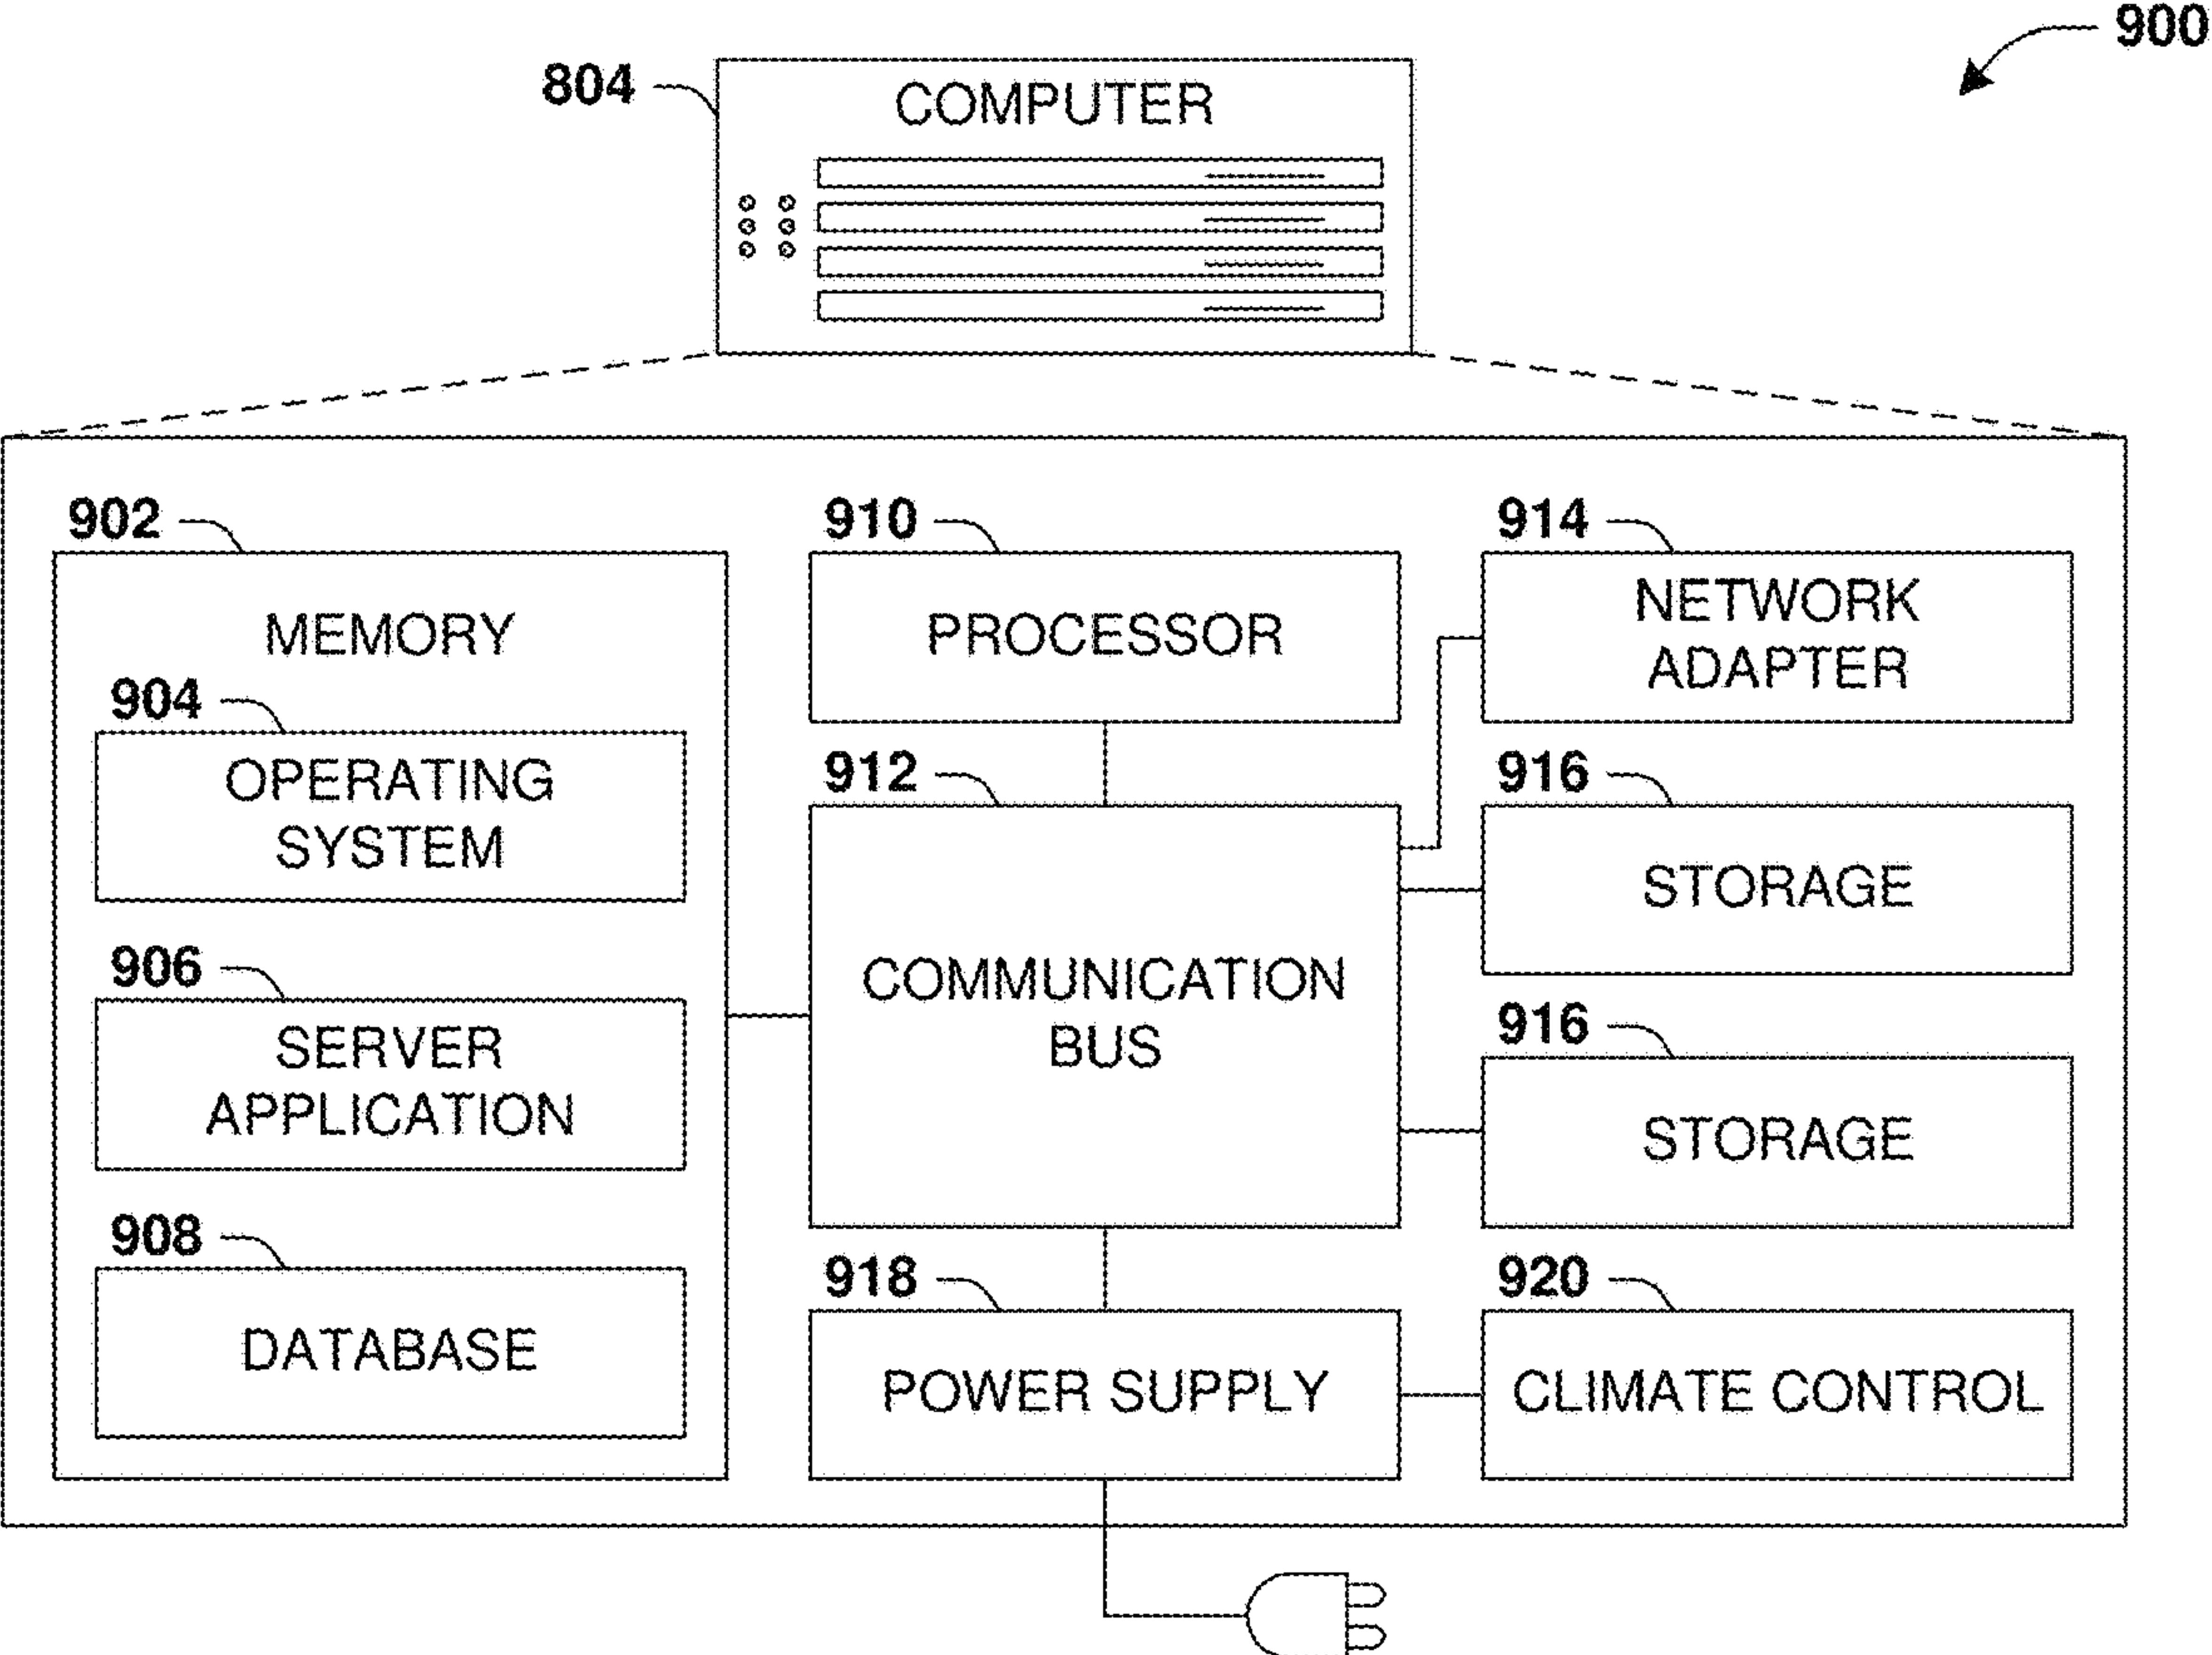 900
804
COMPUTER
902
MEMORY
904
OPERATING
SYSTEM
906
SERVER
APPLICATION
908
DATABASE
910
PROCESSOR
912
COMMUNICATION
BUS
918
POWER SUPPLY
914
NETWORK
ADAPTER
916
STORAGE
916
STORAGE
920
CLIMATE CONTROL